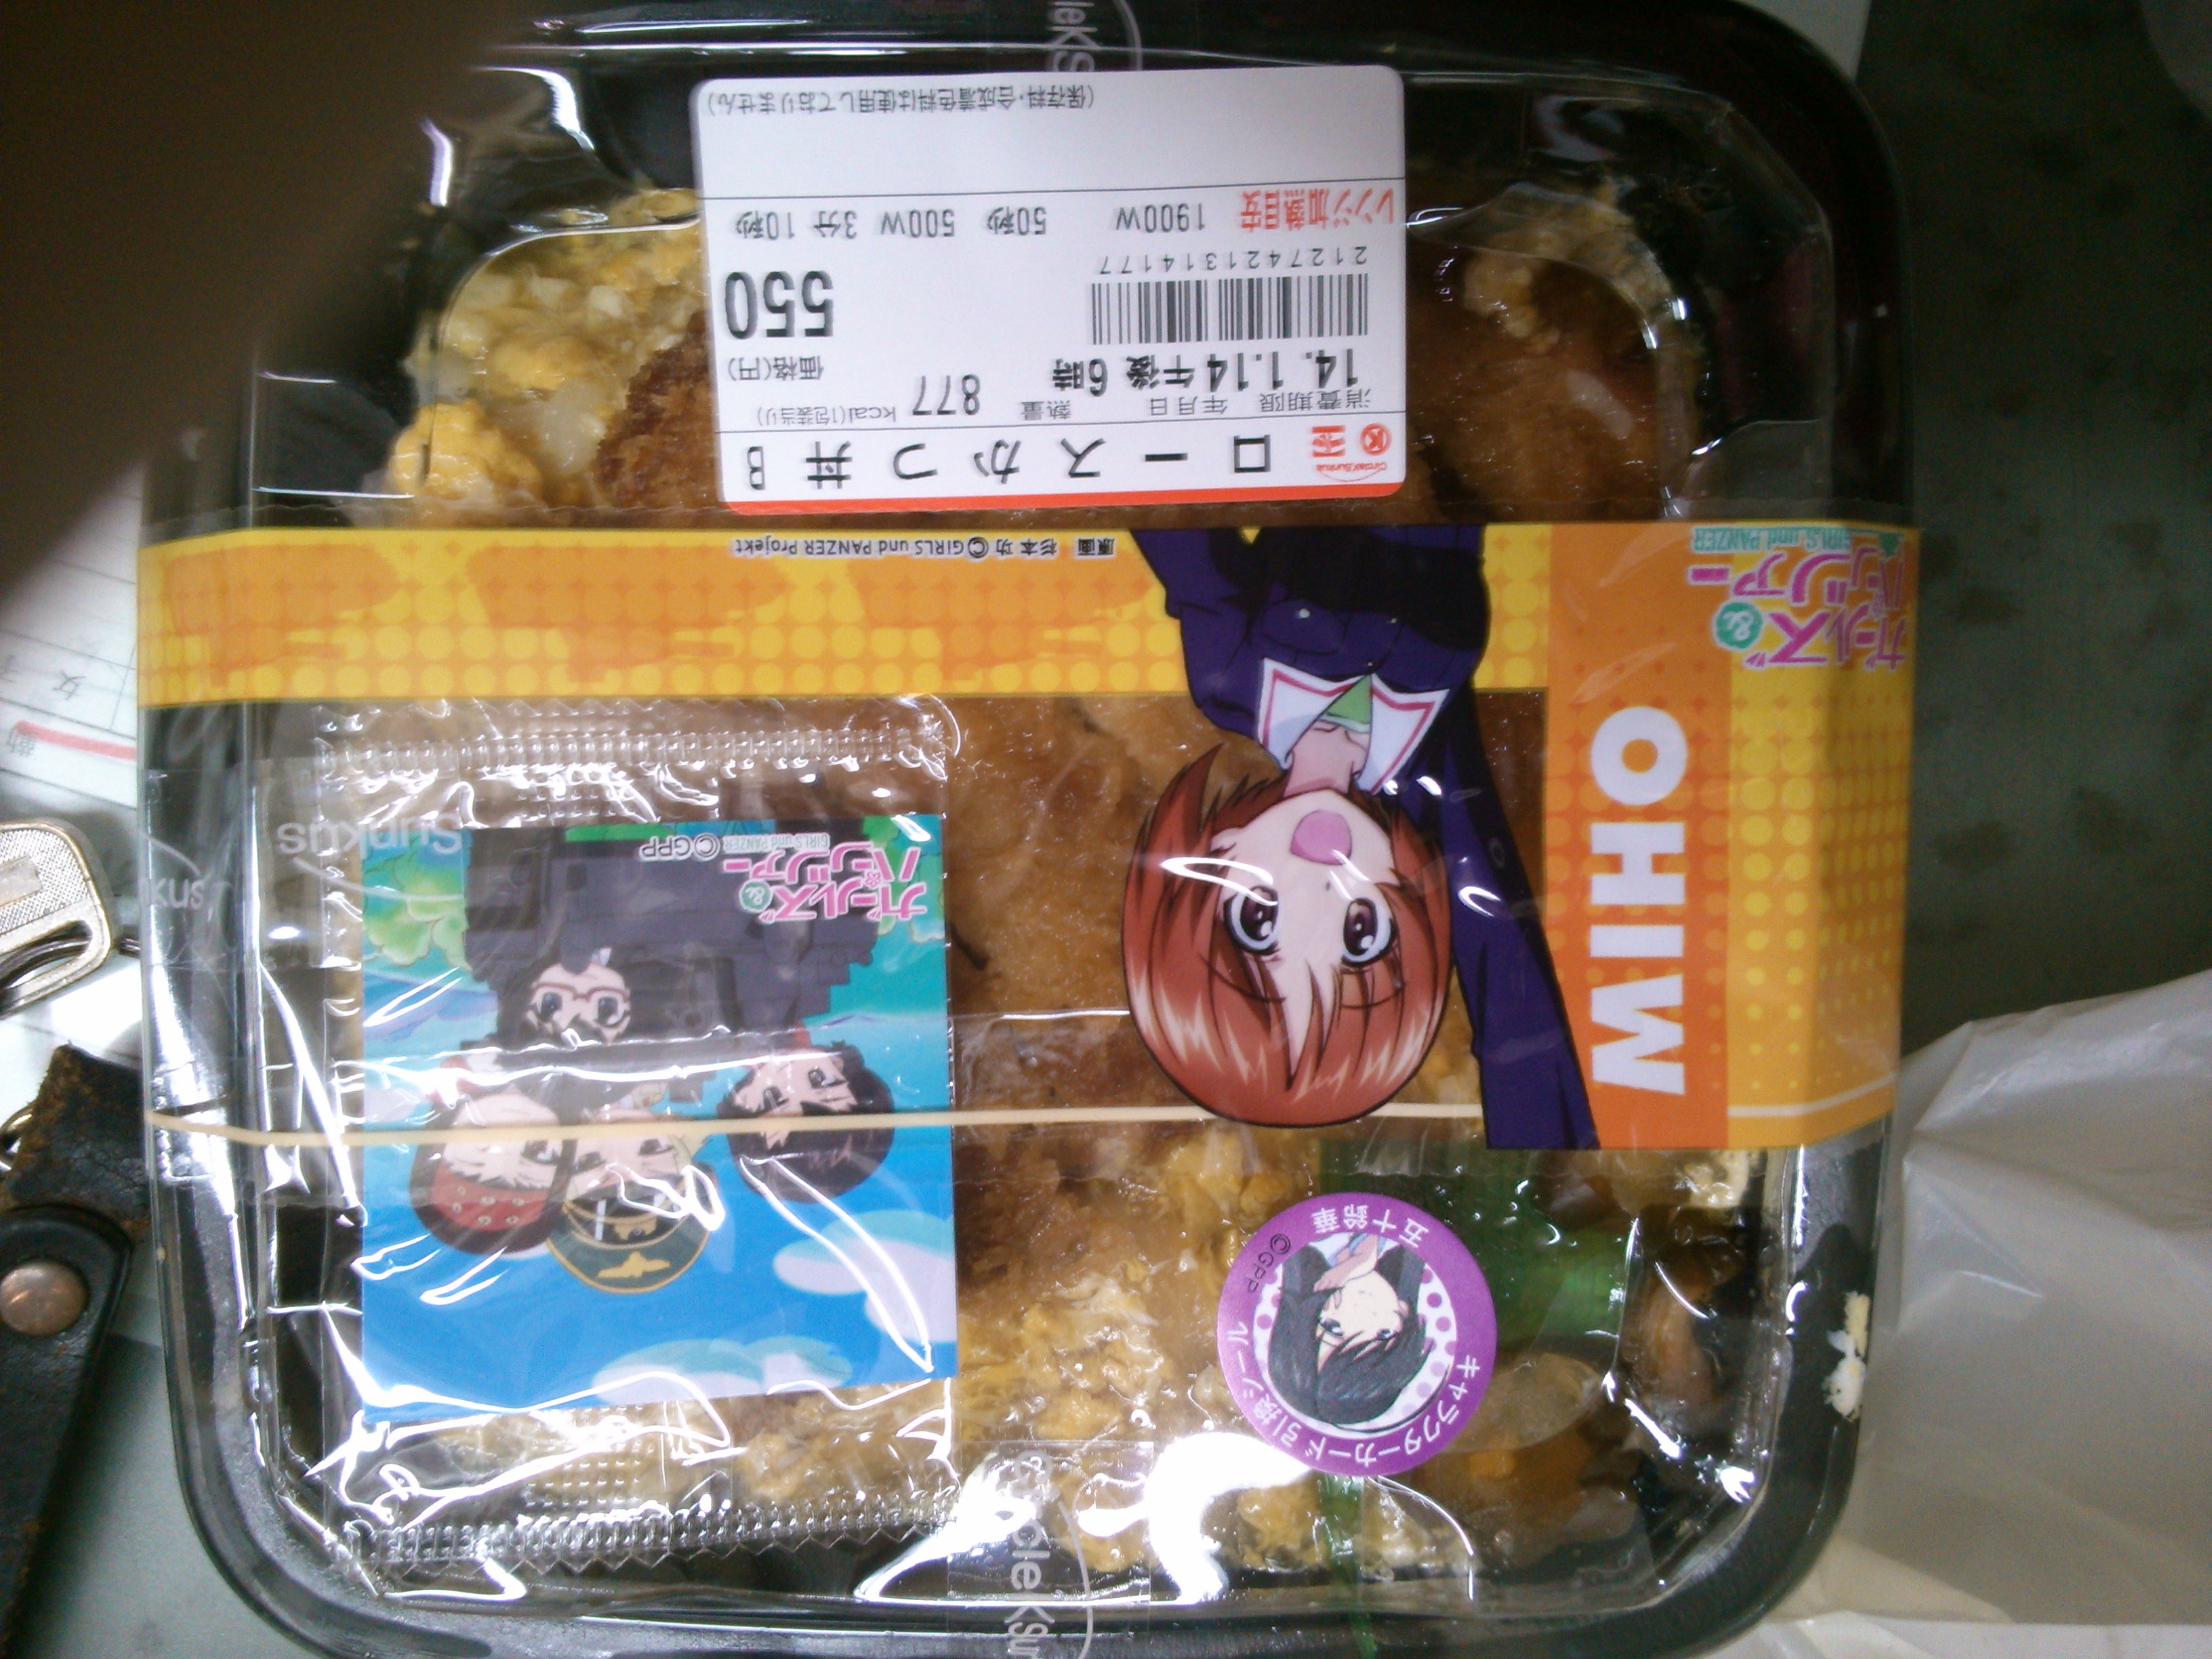 CircleKSunkus
ロースかつ丼 B
消費期限 年月日 熱量 kcal(1包装当り) 価格(円)
14. 1.14午後 6時 877 550
2127421314177
レンジ加熱目安 1900W 50秒 500W 3分 10秒
(保存料・合成着色料は使用しておりません)
原画 杉本 功 ©GIRLS und PANZER Projekt
ガールズ&
パンツァー
GIRLS und PANZER
MIHO
ガールズ&
パンツァー
GIRLS und PANZER
©GPP
Sunkus
kus
五十鈴華
キャラクターカード引換シール
©GPP
女